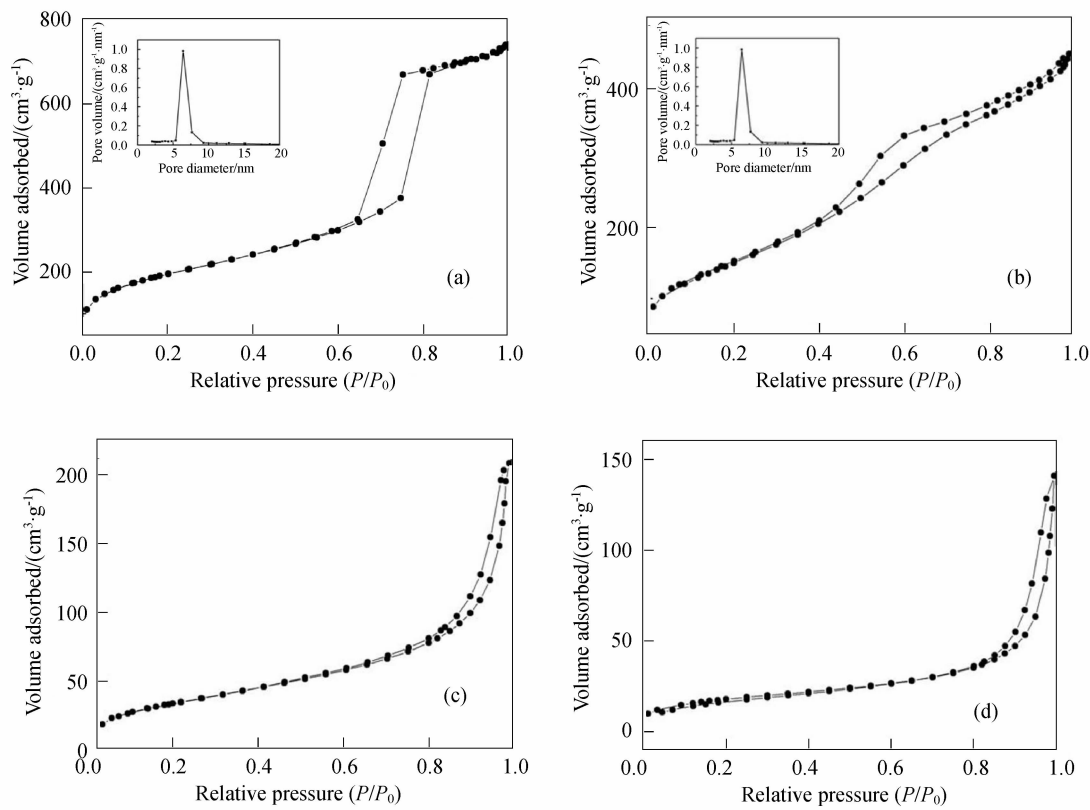 800
600
400
200
0
Volume adsorbed/(cm³·g⁻¹)
1.0
0.8
0.6
0.4
0.2
0.0
Pore volume/(cm³·g⁻¹·nm⁻¹)
0 5 10 15 20
Pore diameter/nm
(a)
0.0 0.2 0.4 0.6 0.8 1.0
Relative pressure (P/P₀)
400
200
Volume adsorbed/(cm³·g⁻¹)
1.0
0.8
0.6
0.4
0.2
0.0
Pore volume/(cm³·g⁻¹·nm⁻¹)
0 5 10 15 20
Pore diameter/nm
(b)
0.0 0.2 0.4 0.6 0.8 1.0
Relative pressure (P/P₀)
200
150
100
50
0
Volume adsorbed/(cm³·g⁻¹)
(c)
0.0 0.2 0.4 0.6 0.8 1.0
Relative pressure (P/P₀)
150
100
50
0
Volume adsorbed/(cm³·g⁻¹)
(d)
0.0 0.2 0.4 0.6 0.8 1.0
Relative pressure (P/P₀)